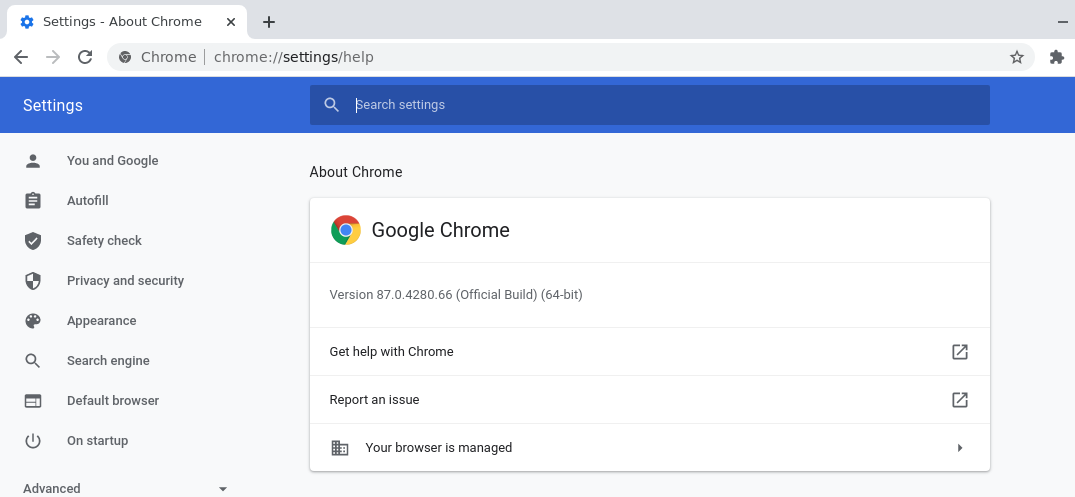 Settings - About Chrome
Chrome chrome://settings/help
Settings
Search settings
You and Google
Autofill
Safety check
Privacy and security
Appearance
Search engine
Default browser
On startup
Advanced
About Chrome
Google Chrome
Version 87.0.4280.66 (Official Build) (64-bit)
Get help with Chrome
Report an issue
Your browser is managed